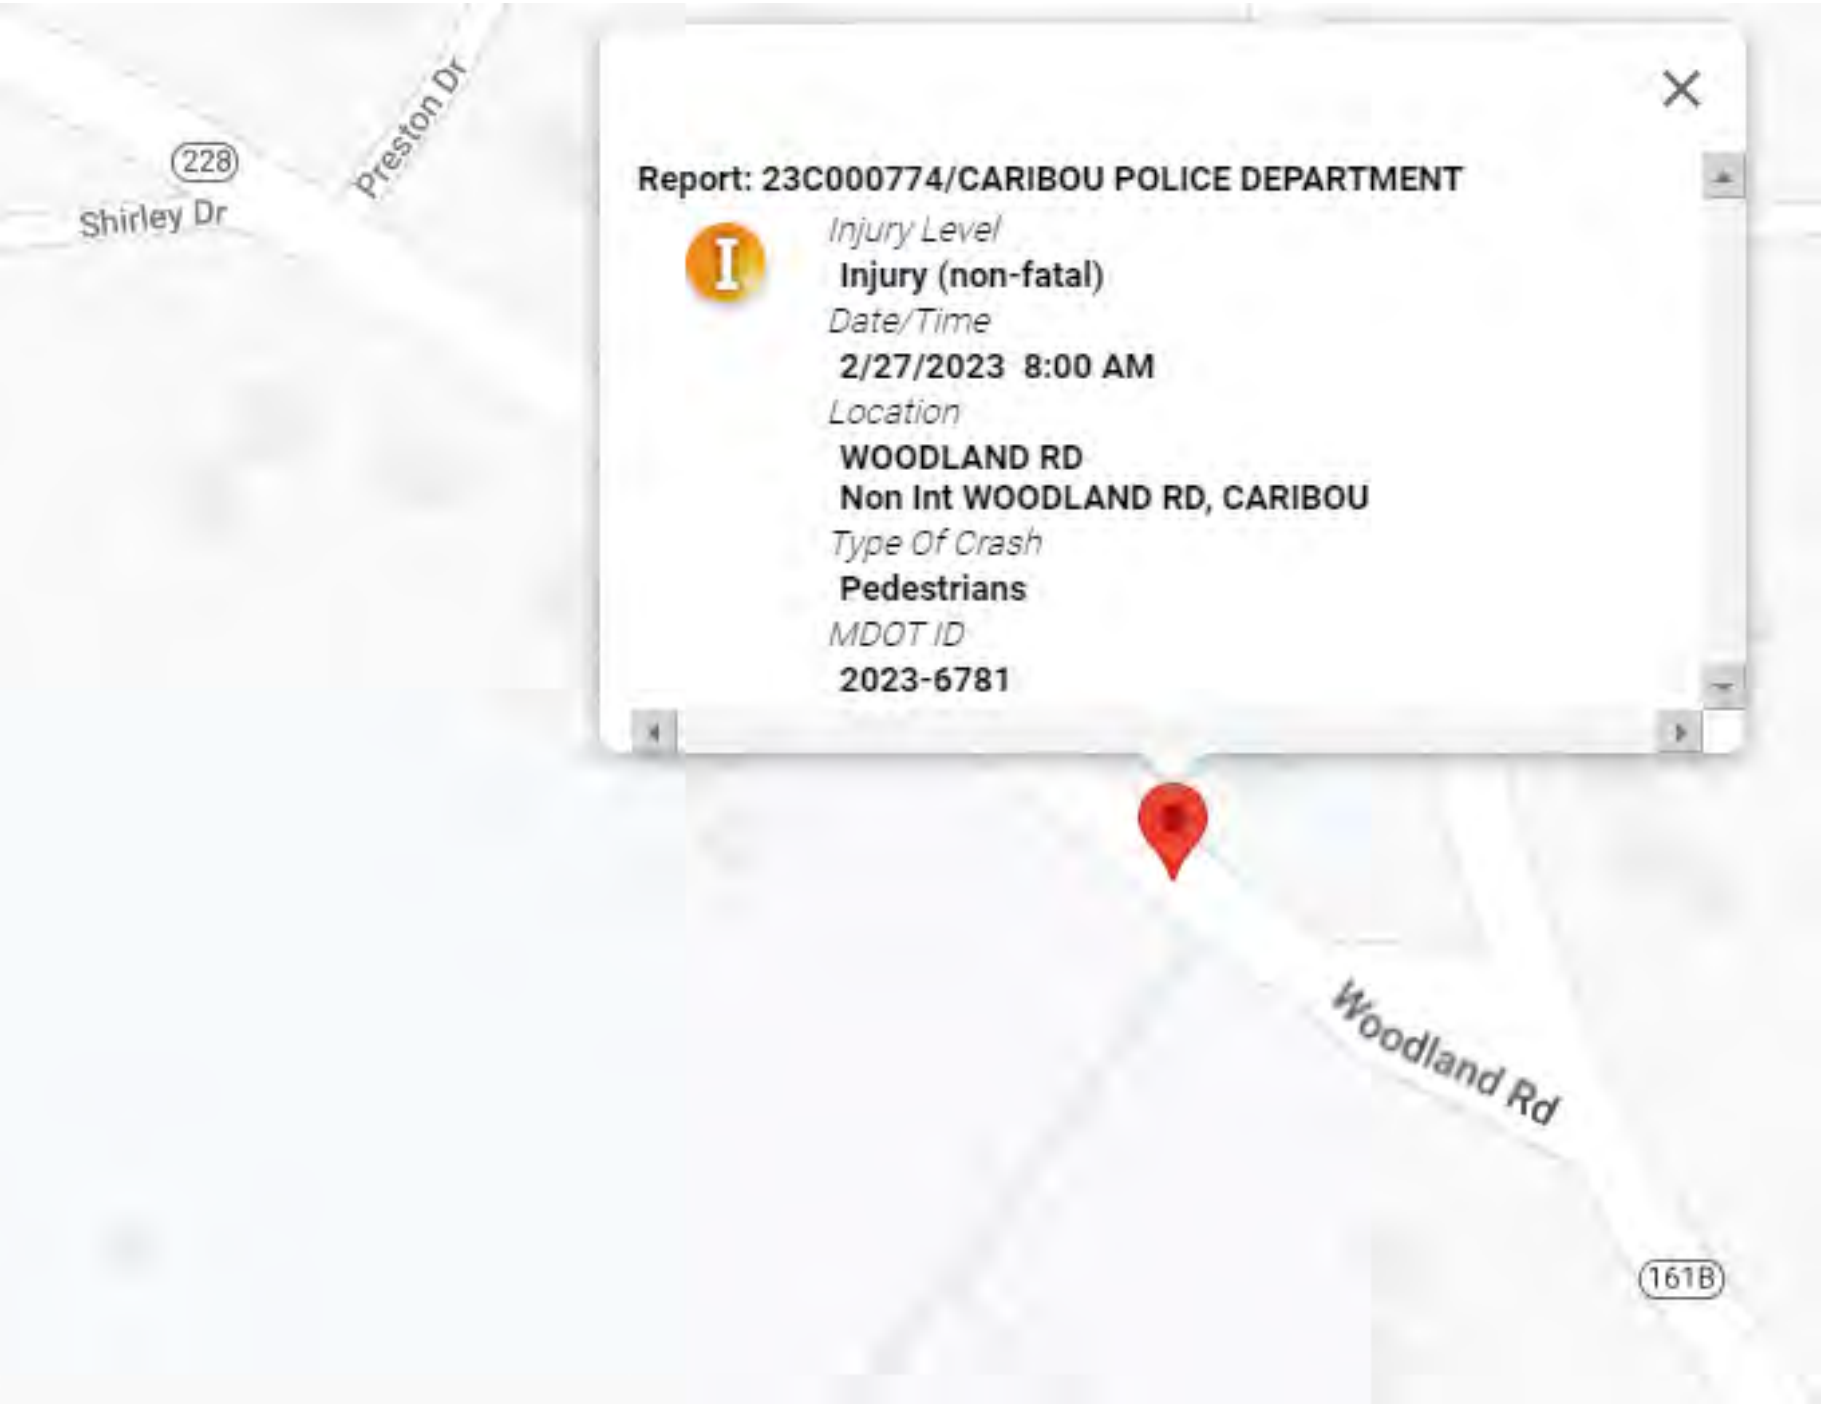 Preston Dr
228
Shirley Dr
Report: 23C000774/CARIBOU POLICE DEPARTMENT
I
Injury Level
Injury (non-fatal)
Date/Time
2/27/2023 8:00 AM
Location
WOODLAND RD
Non Int WOODLAND RD, CARIBOU
Type Of Crash
Pedestrians
MDOT ID
2023-6781
Woodland Rd
161B